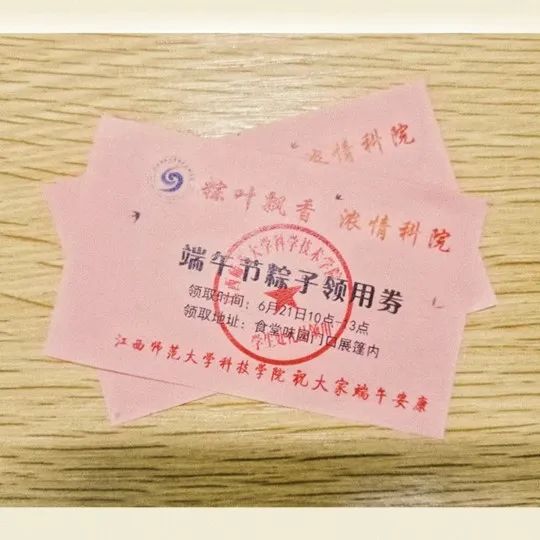 情科院
粽叶飘香 浓情科院
端午节粽子领用券
领取时间：6月21日10点-13点
领取地址：食堂味园门口展篷内
江西师范大学科技学院祝大家端午安康